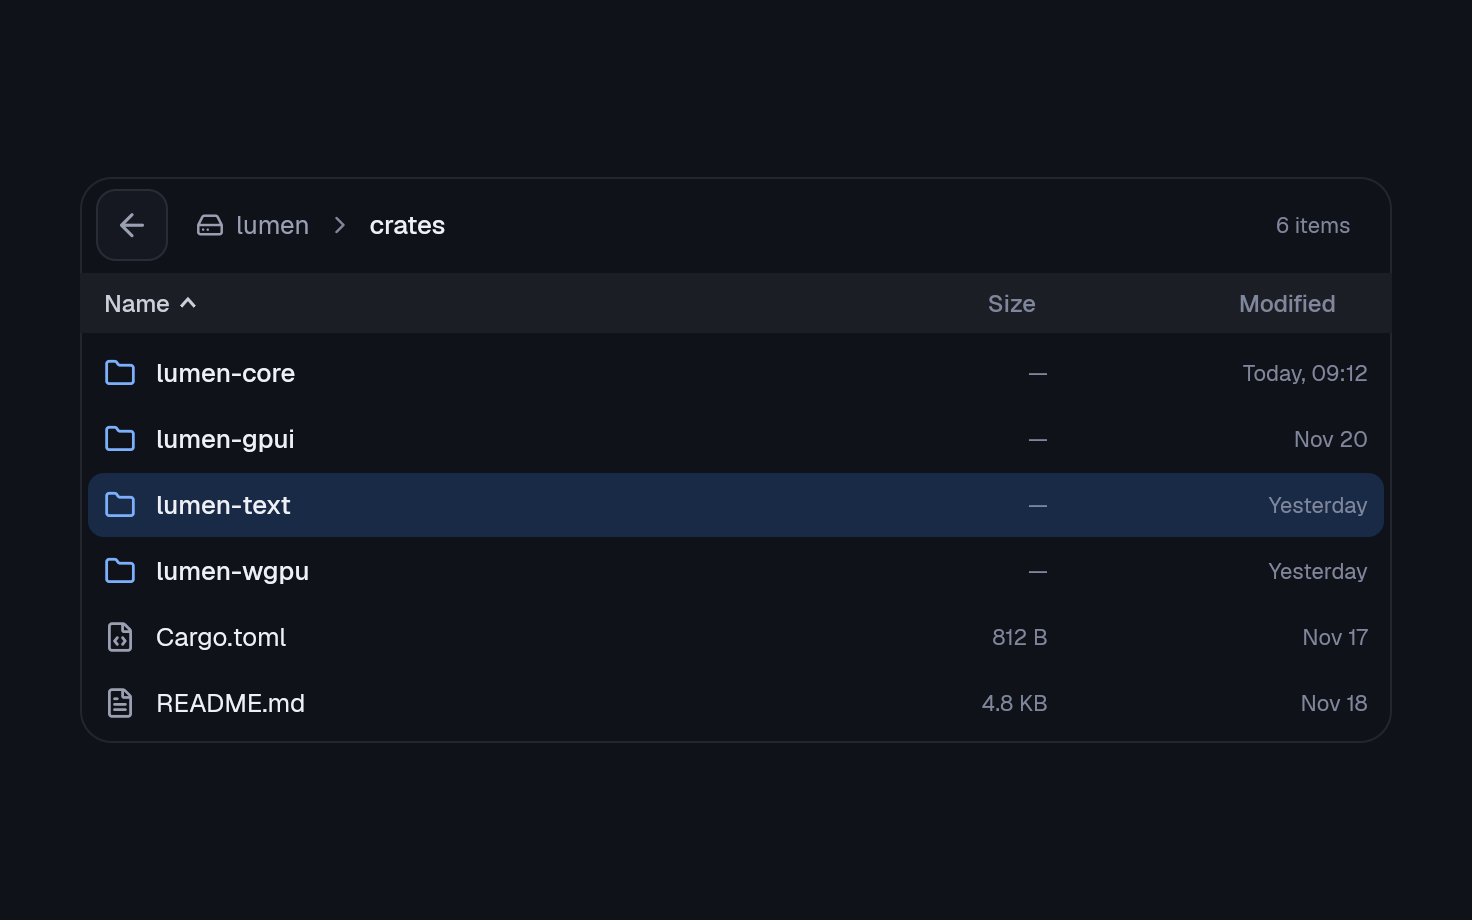 lumen > crates 6 items
Name Size Modified
lumen-core — Today, 09:12
lumen-gpui — Nov 20
lumen-text — Yesterday
lumen-wgpu — Yesterday
Cargo.toml 812 B Nov 17
README.md 4.8 KB Nov 18